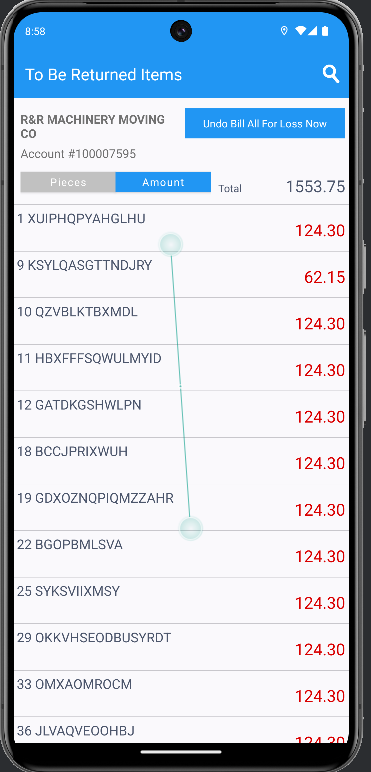 8:58
To Be Returned Items
R&R MACHINERY MOVING
CO
Undo Bill All For Loss Now
Account #100007595
Pieces Amount Total 1553.75
1 XUIPHQPYAHGLHU 124.30
9 KSYLQASGTTNDJRY 62.15
10 QZVBLKTBXMDL 124.30
11 HBXFFFSQWULMYID 124.30
12 GATDKGSHWLPN 124.30
18 BCCJPRIXWUH 124.30
19 GDXOZNQPIQMZZAHR 124.30
22 BGOPBMLSVA 124.30
25 SYKSVIIXMSY 124.30
29 OKKVHSEODBUSYRDT 124.30
33 OMXAOMROCM 124.30
36 JLVAQVEOOHBJ 124.30